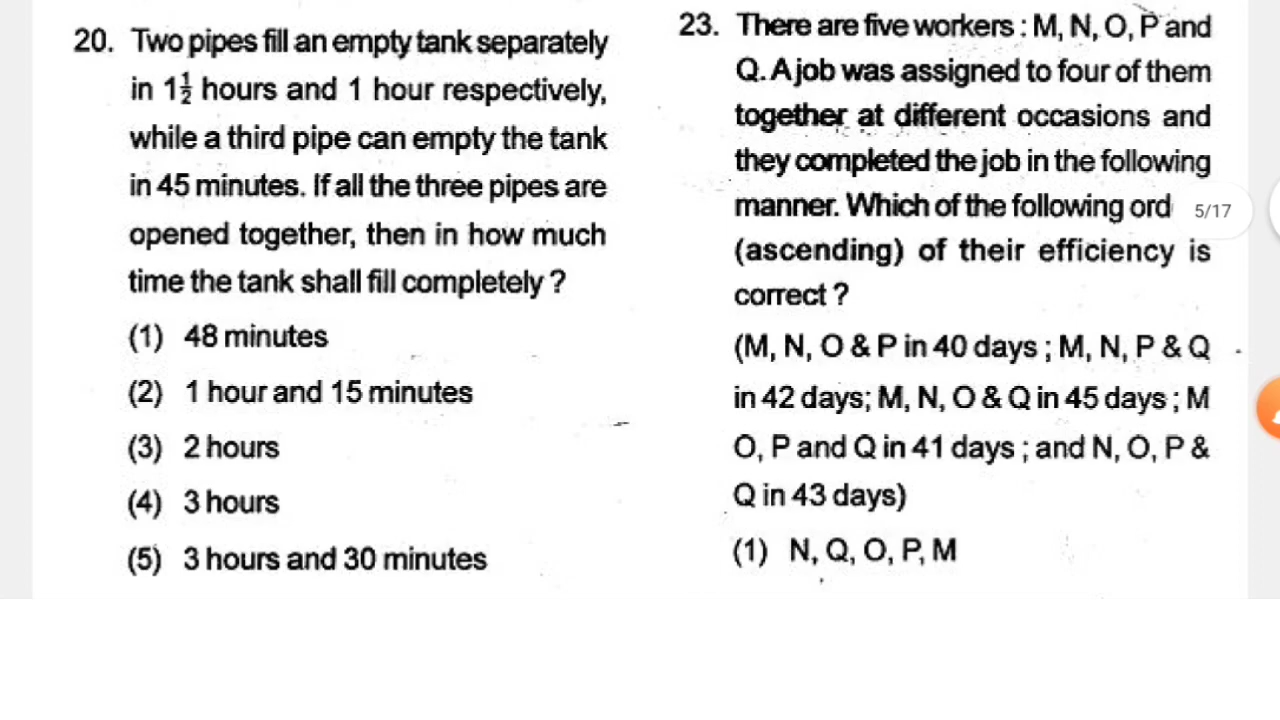 20. Two pipes fill an empty tank separately
in 1½ hours and 1 hour respectively,
while a third pipe can empty the tank
in 45 minutes. If all the three pipes are
opened together, then in how much
time the tank shall fill completely ?
(1) 48 minutes
(2) 1 hour and 15 minutes
(3) 2 hours
(4) 3 hours
(5) 3 hours and 30 minutes
23. There are five workers : M, N, O, P and
Q. A job was assigned to four of them
together at different occasions and
they completed the job in the following
manner. Which of the following ord
(ascending) of their efficiency is
correct ?
(M, N, O & P in 40 days ; M, N, P & Q
in 42 days; M, N, O & Q in 45 days ; M
O, P and Q in 41 days ; and N, O, P &
Q in 43 days)
(1) N, Q, O, P, M
5/17